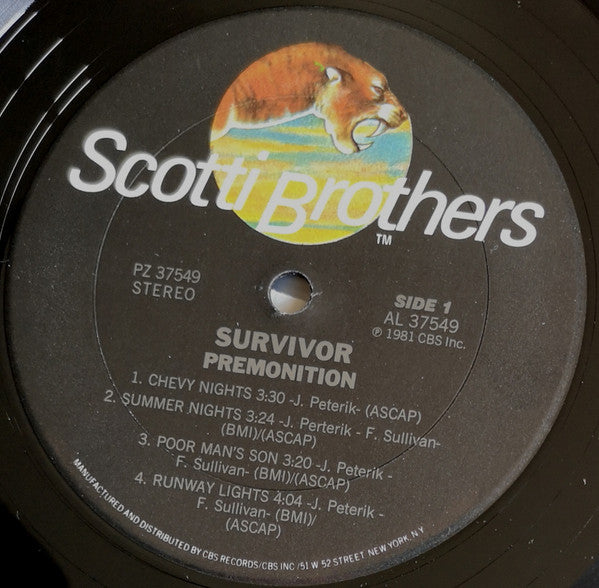 Scotti Brothers
TM
PZ 37549
STEREO
SIDE 1
AL 37549
℗ 1981 CBS Inc.
SURVIVOR
PREMONITION
1. CHEVY NIGHTS 3:30 -J. Peterik- (ASCAP)
2. SUMMER NIGHTS 3:24 -J. Perterik - F. Sullivan-
(BMI)/(ASCAP)
3. POOR MAN'S SON 3:20 -J. Peterik -
F. Sullivan- (BMI)/(ASCAP)
4. RUNWAY LIGHTS 4:04 -J. Peterik -
F. Sullivan- (BMI)/
(ASCAP)
MANUFACTURED AND DISTRIBUTED BY CBS RECORDS/CBS INC./51 W 52 STREET, NEW YORK, N.Y.